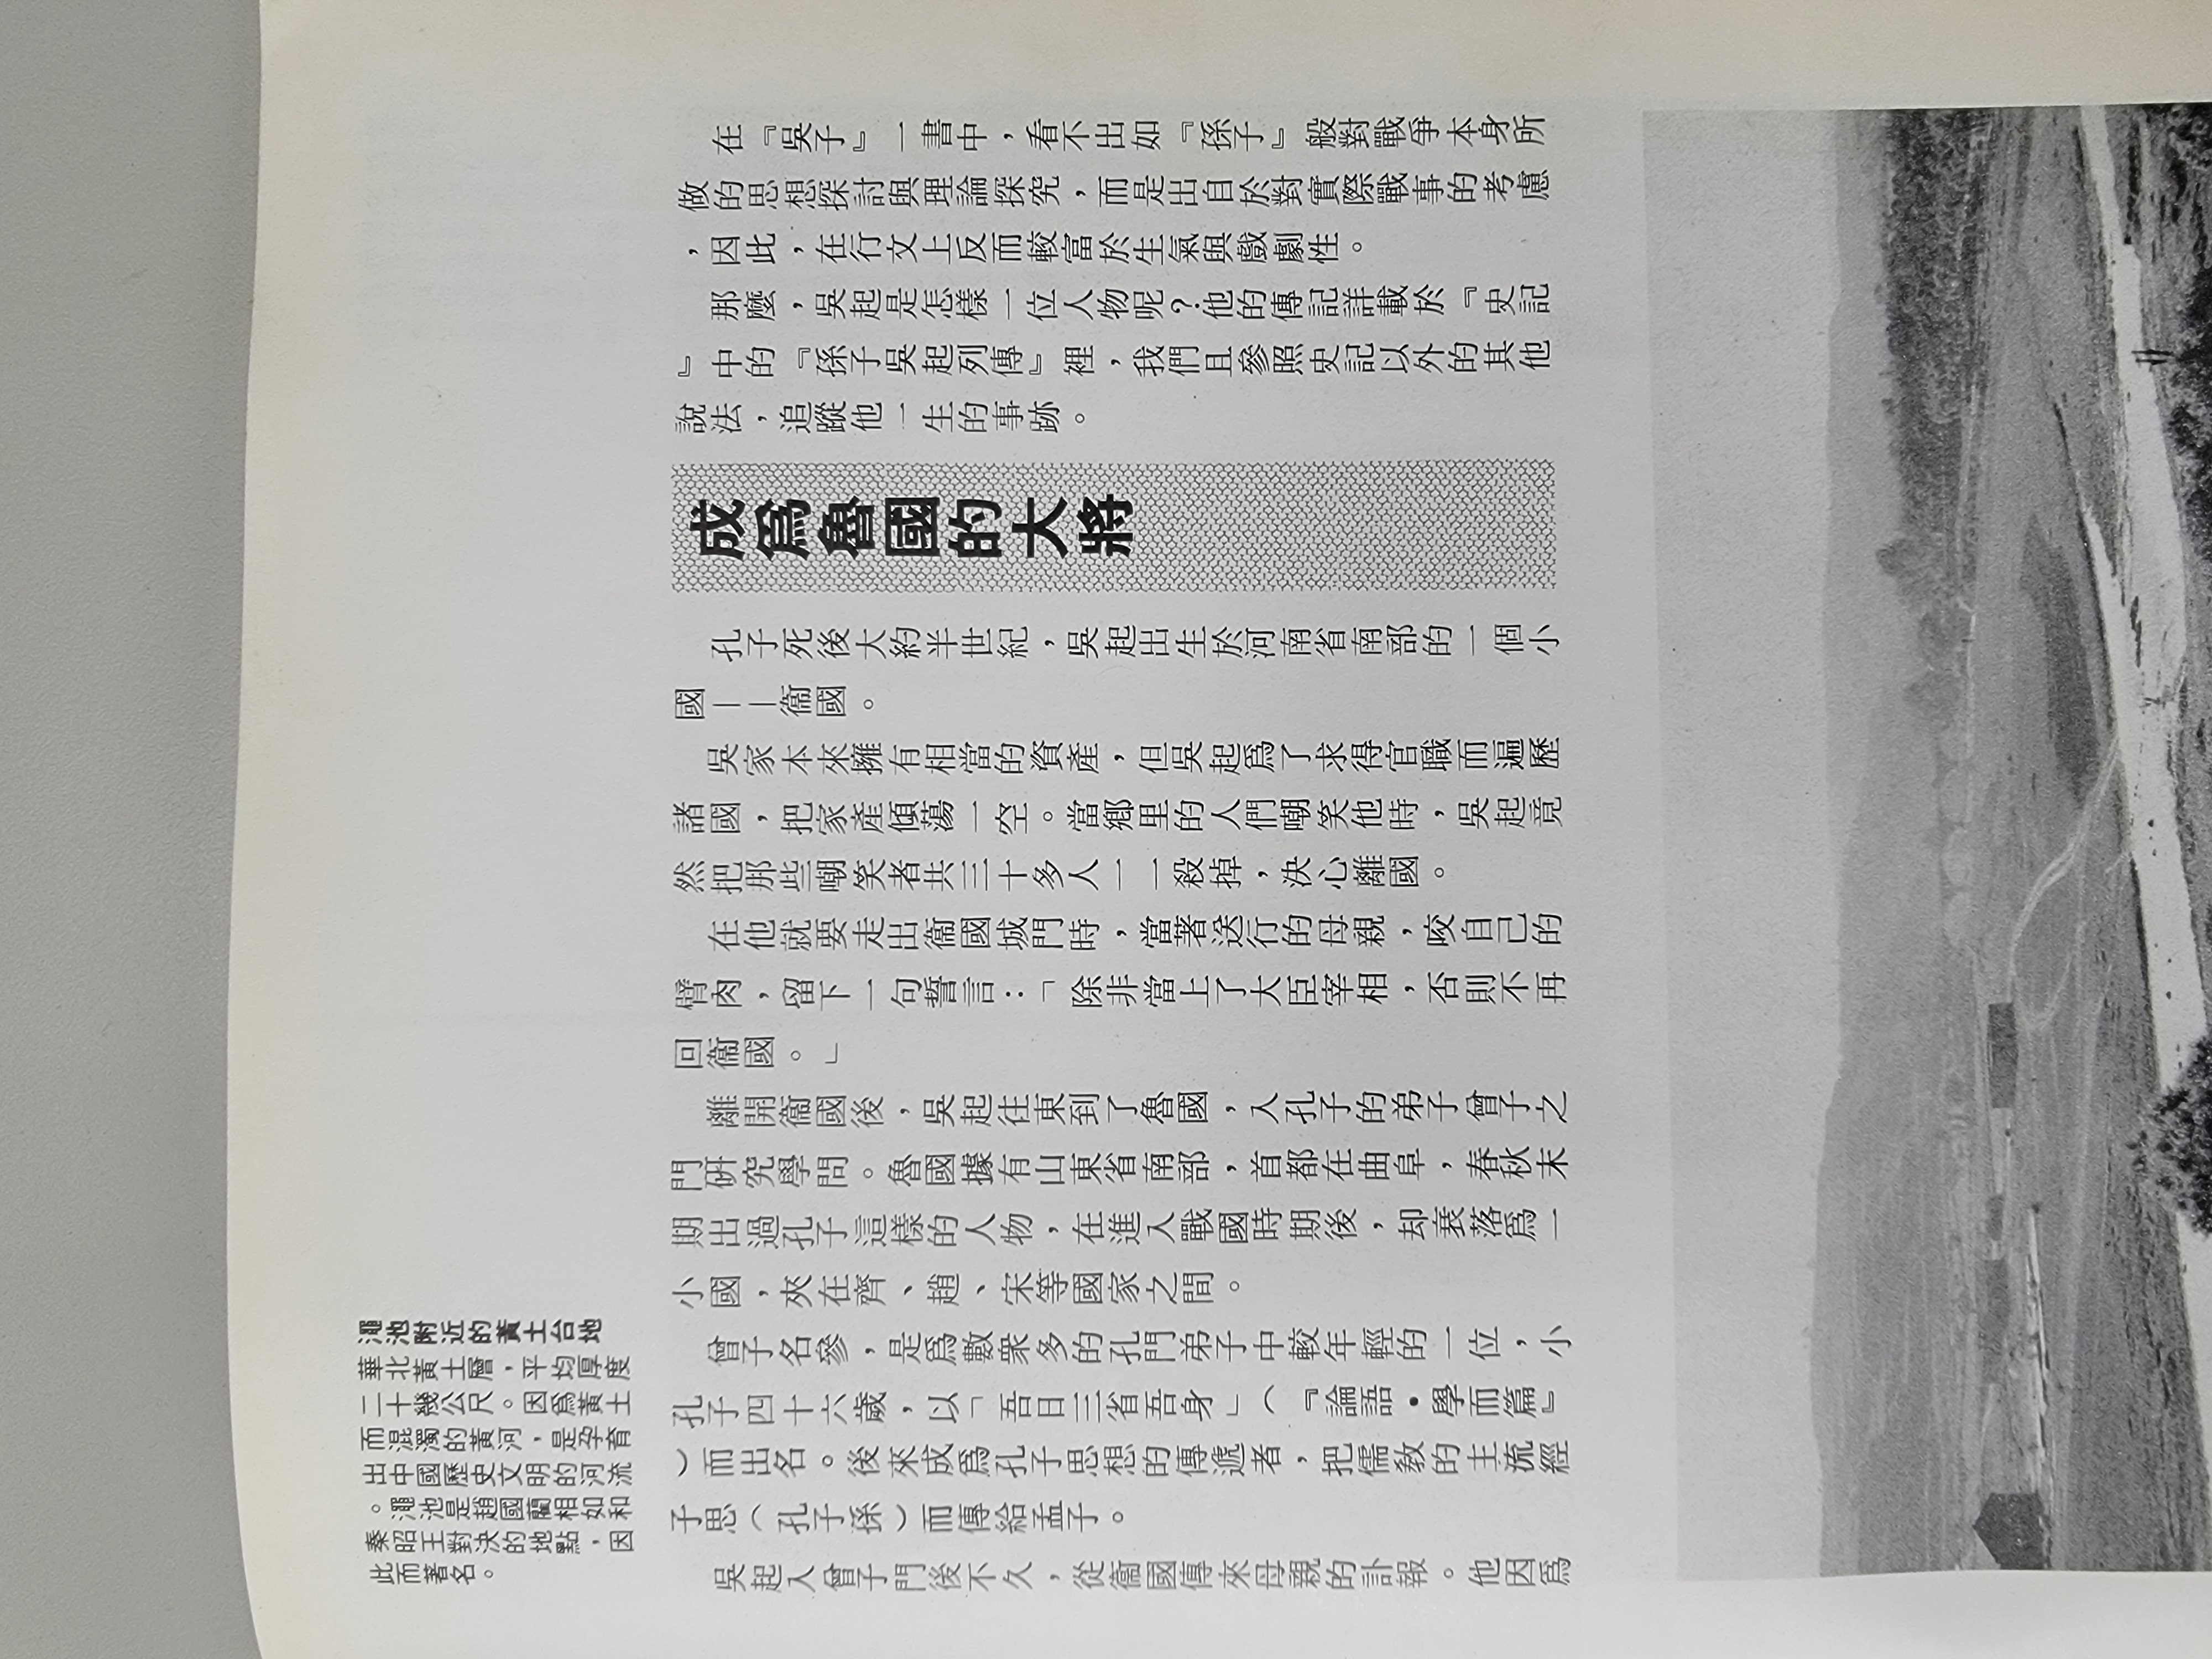 在『吳子』一書中，看不出如『孫子』般對戰爭本身所
做的思想探討與理論探究，而是出自於對實際戰事的考慮
，因此，在行文上反而較富於生氣與戲劇性。
那麼，吳起是怎樣一位人物呢？他的傳記詳載於『史記
』中的『孫子吳起列傳』裡，我們且參照史記以外的其他
說法，追蹤他一生的事跡。
成爲魯國的大將
孔子死後大約半世紀，吳起出生於河南省南部的一個小
國——衞國。
吳家本來擁有相當的資產，但吳起爲了求得官職而遍歷
諸國，把家產傾蕩一空。當鄉里的人們嘲笑他時，吳起竟
然把那些嘲笑者共三十多人一一殺掉，決心離國。
在他就要走出衞國城門時，當著送行的母親，咬自己的
臂肉，留下一句誓言：「除非當上了大臣宰相，否則不再
回衞國。」
離開衞國後，吳起往東到了魯國，入孔子的弟子曾子之
門硏究學問。魯國據有山東省南部，首都在曲阜，春秋末
期出過孔子這樣的人物，在進入戰國時期後，却衰落爲一
小國，夾在齊、趙、宋等國家之間。
曾子名參，是爲數衆多的孔門弟子中較年輕的一位，小
孔子四十六歲，以「吾日三省吾身」（『論語・學而篇』
）而出名。後來成爲孔子思想的傳遞者，把儒教的主流經
子思（孔子孫）而傳給孟子。
吳起入曾子門後不久，從衞國傳來母親的訃報。他因爲
澠池附近的黃土台地
華北黃土層，平均厚度
二十幾公尺。因爲黃土
而混濁的黃河，是孕育
出中國歷史文明的河流
。澠池是趙國藺相如和
秦昭王對決的地點，因
此而著名。